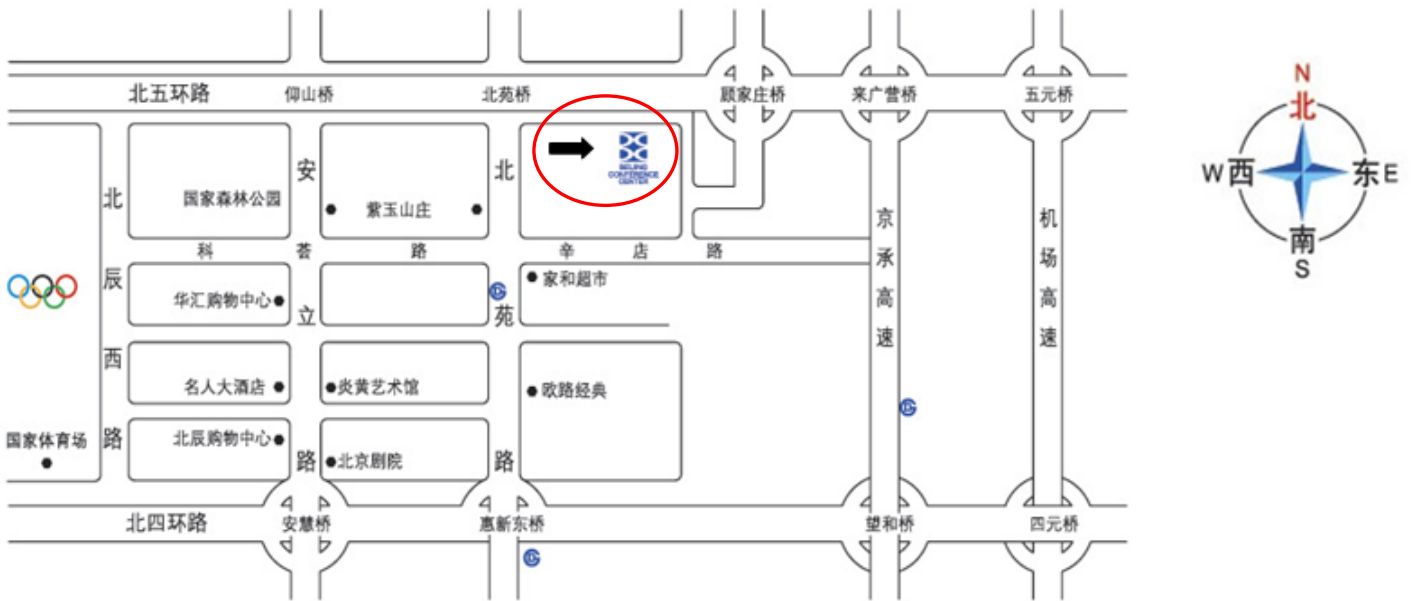 北五环路
仰山桥
北苑桥
顾家庄桥
来广营桥
五元桥
N
北
W西
东E
南
S
BEIJING
CONFERENCE
CENTER
北辰西路
安立路
北苑路
京承高速
机场高速
国家森林公园
紫玉山庄
科荟路
辛店路
家和超市
华汇购物中心
名人大酒店
炎黄艺术馆
欧路经典
国家体育场
北辰购物中心
北京剧院
北四环路
安慧桥
惠新东桥
望和桥
四元桥